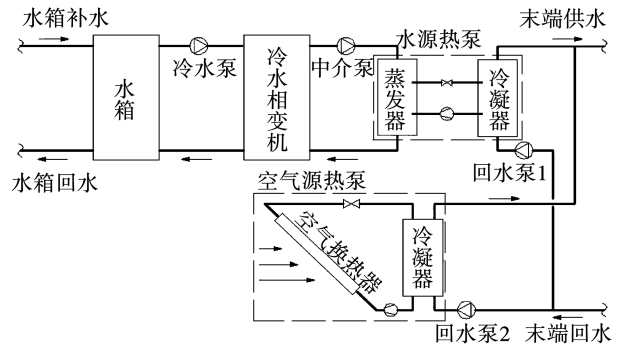 水箱补水
末端供水
水源热泵
冷水泵
中介泵
水箱
冷水相变机
蒸发器
冷凝器
水箱回水
回水泵1
空气源热泵
空气换热器
冷凝器
回水泵2
末端回水